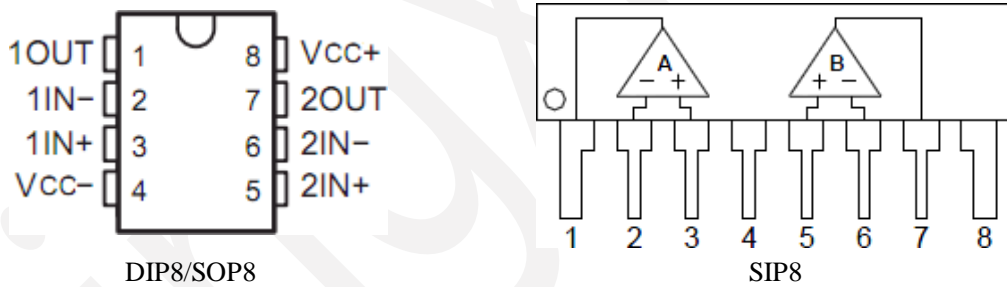 1OUT 1 8 VCC+
1IN− 2 7 2OUT
1IN+ 3 6 2IN−
VCC− 4 5 2IN+
DIP8/SOP8
A B
− + + −
1 2 3 4 5 6 7 8
SIP8